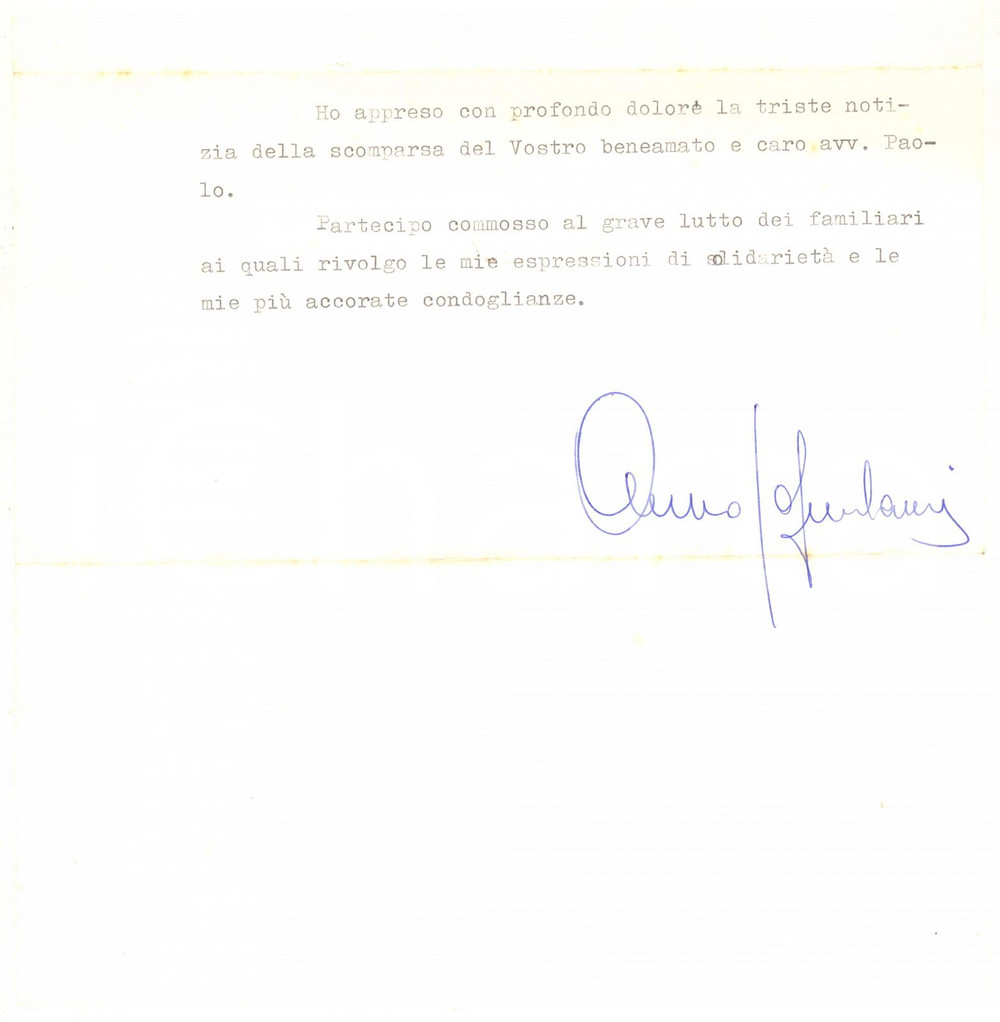 Ho appreso con profondo dolore la triste noti-
zia della scomparsa del Vostro beneamato e caro avv. Pao-
lo.
Partecipo commosso al grave lutto dei familiari
ai quali rivolgo le mie espressioni di solidarietà e le
mie più accorate condoglianze.